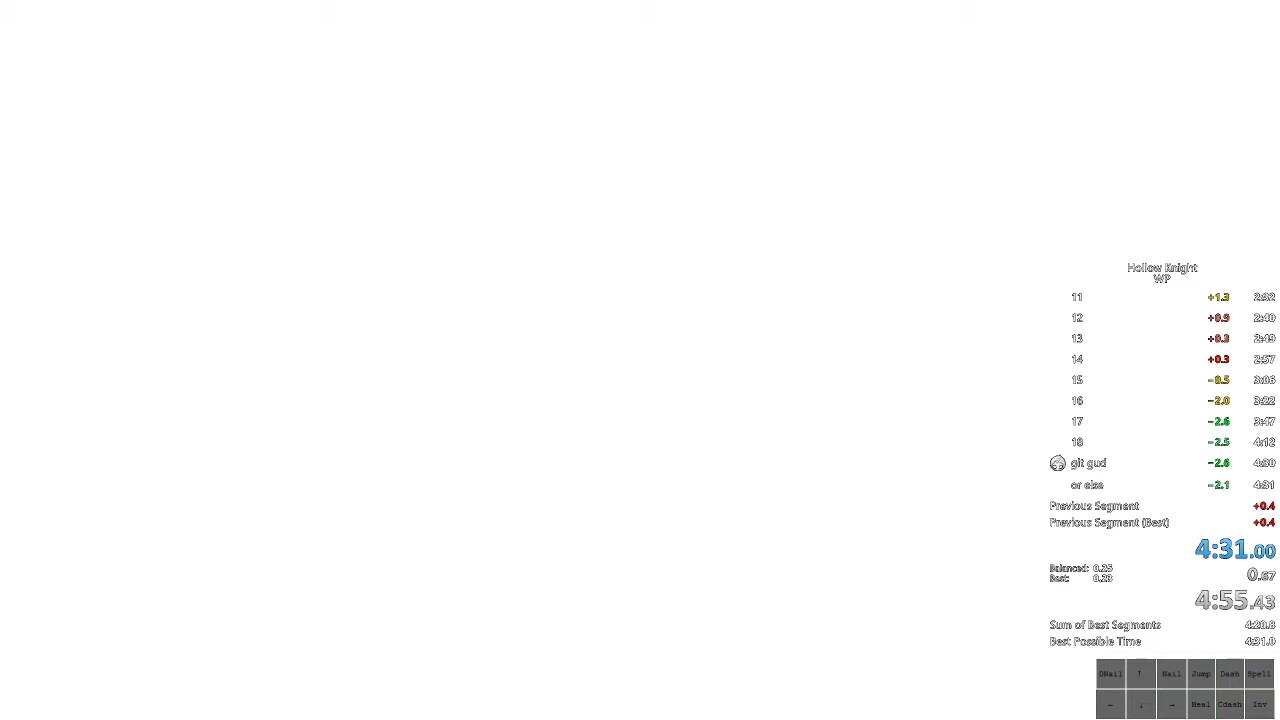 Hollow Knight
WP
11 +1.3 2:32
12 +0.9 2:40
13 +0.3 2:49
14 +0.3 2:57
15 −0.5 3:06
16 −2.0 3:22
17 −2.6 3:47
18 −2.5 4:12
git gud −2.6 4:30
or else −2.1 4:31
Previous Segment +0.4
Previous Segment (Best) +0.4
4:31.00
Balanced: 0.25
Best: 0.23
0.67
4:55.43
Sum of Best Segments 4:20.8
Best Possible Time 4:31.0
DNail ↑ Nail Jump Dash Spell
← ↓ → Heal Cdash Inv